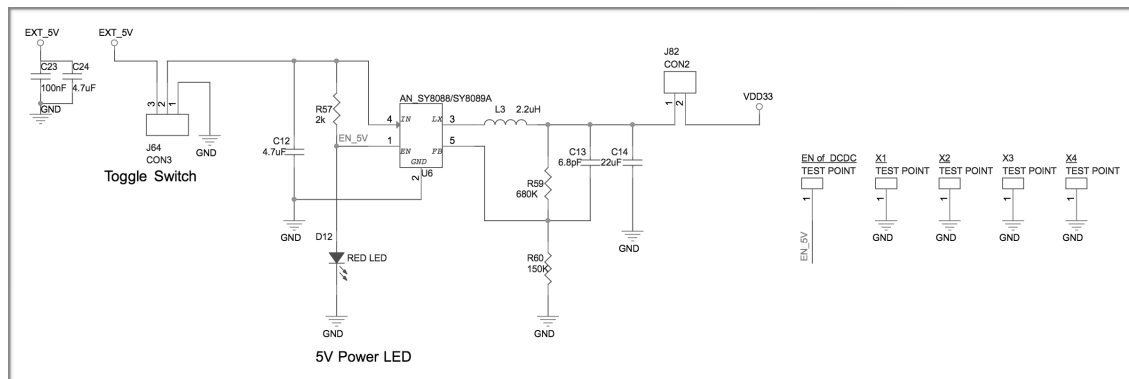 EXT_5V
EXT_5V
C23
100nF
C24
4.7uF
GND
3
2
1
J64
CON3
GND
Toggle Switch
C12
4.7uF
GND
R57
2k
EN_5V
AN_SY8088/SY8089A
4
IN
LX
3
1
EN
FB
5
GND
2
U6
D12
RED LED
GND
5V Power LED
L3
2.2uH
R59
680K
R60
150K
GND
C13
6.8pF
C14
22uF
GND
J82
CON2
1
2
VDD33
EN of DCDC
TEST POINT
1
EN_5V
X1
TEST POINT
1
GND
X2
TEST POINT
1
GND
X3
TEST POINT
1
GND
X4
TEST POINT
1
GND